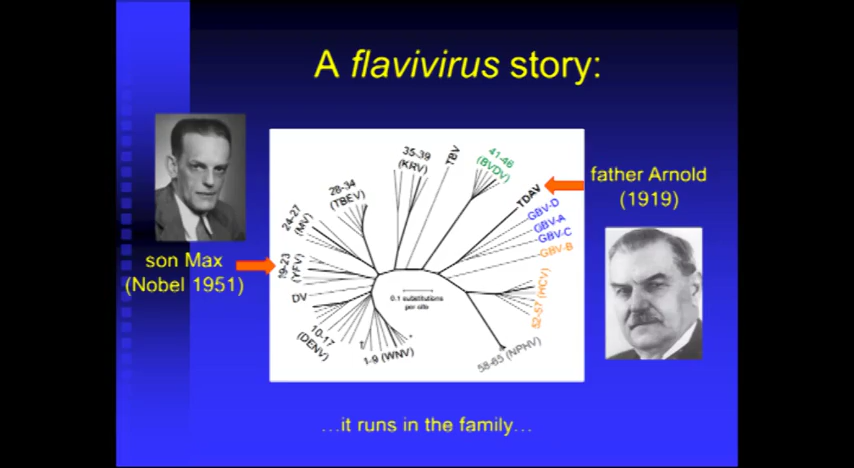 A flavivirus story:
son Max
(Nobel 1951)
35-39
(KRV)
TBV
41-46
(BVDV)
28-34
(TBEV)
24-27
(MV)
19-23
(YFV)
DV
10-17
(DENV)
1-9 (WNV)
TDAV
GBV-D
GBV-A
GBV-C
GBV-B
52-57 (HCV)
58-65 (NPHV)
0.1 substitutions
per site
father Arnold
(1919)
...it runs in the family...